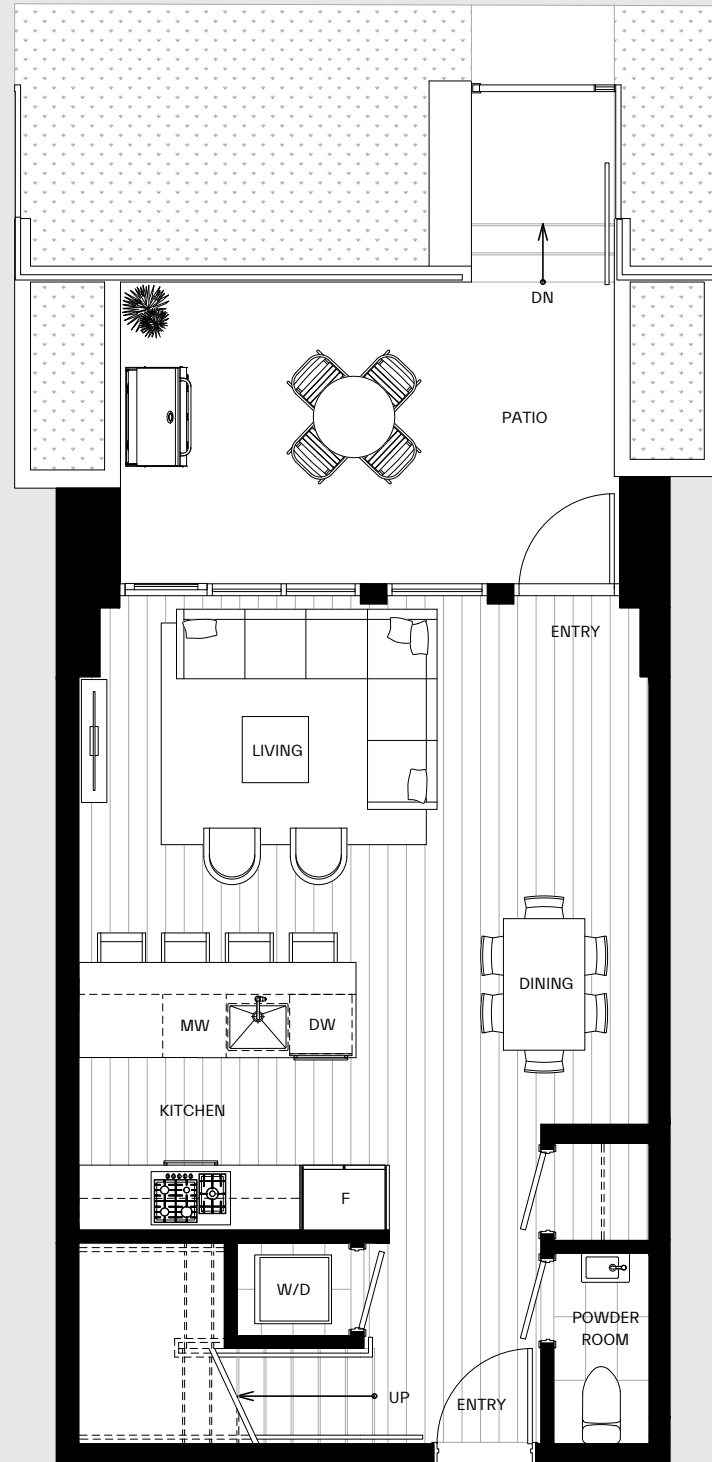 DN
PATIO
ENTRY
LIVING
DINING
MW
DW
KITCHEN
F
W/D
POWDER
ROOM
UP
ENTRY